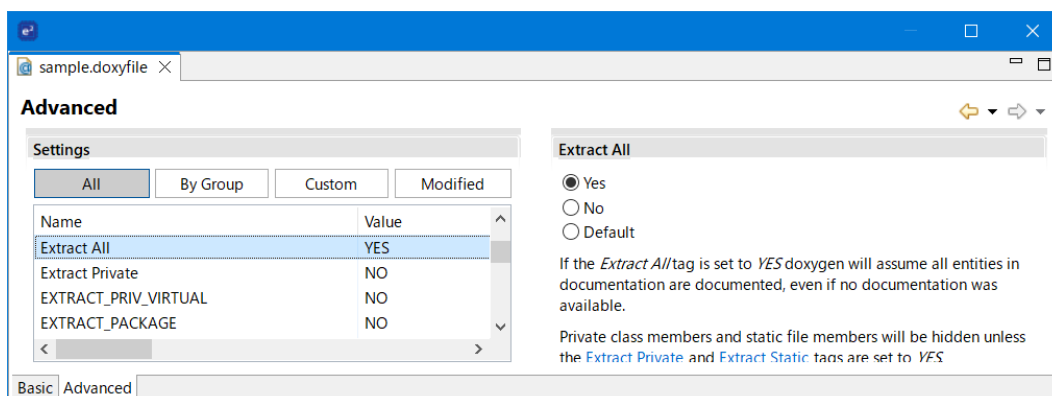 e²
sample.doxyfile
Advanced
Settings
All By Group Custom Modified
Name Value
Extract All YES
Extract Private NO
EXTRACT_PRIV_VIRTUAL NO
EXTRACT_PACKAGE NO
Extract All
Yes
No
Default
If the Extract All tag is set to YES doxygen will assume all entities in
documentation are documented, even if no documentation was
available.
Private class members and static file members will be hidden unless
the Extract Private and Extract Static tags are set to YES.
Basic Advanced